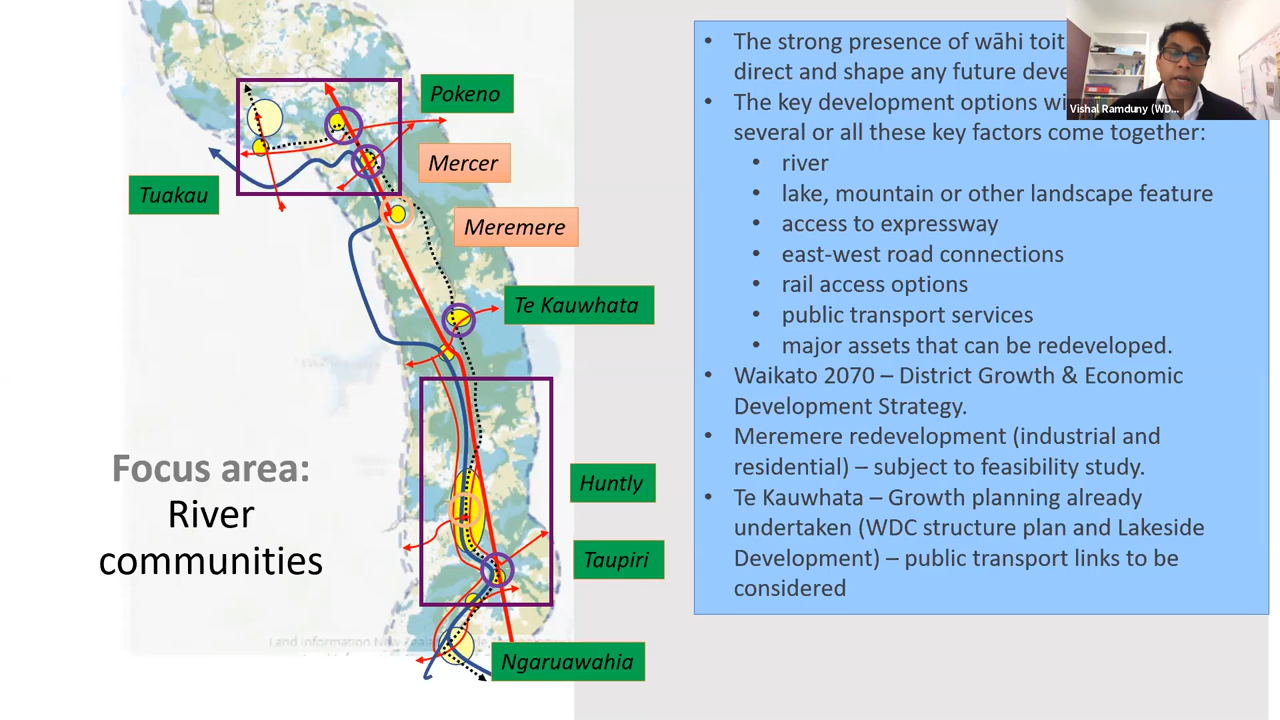 Pokeno
Mercer
Tuakau
Meremere
Te Kauwhata
Huntly
Taupiri
Ngaruawahia
Focus area:
River
communities
• The strong presence of wāhi toit
direct and shape any future deve
• The key development options wi
several or all these key factors come together:
• river
• lake, mountain or other landscape feature
• access to expressway
• east-west road connections
• rail access options
• public transport services
• major assets that can be redeveloped.
• Waikato 2070 – District Growth & Economic
Development Strategy.
• Meremere redevelopment (industrial and
residential) – subject to feasibility study.
• Te Kauwhata – Growth planning already
undertaken (WDC structure plan and Lakeside
Development) – public transport links to be
considered
Vishal Ramduny (WD...
Land Information New